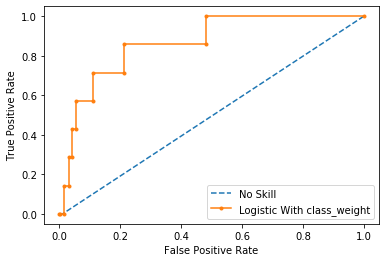 1.0
0.8
0.6
0.4
0.2
0.0
True Positive Rate
0.0 0.2 0.4 0.6 0.8 1.0
False Positive Rate
No Skill
Logistic With class_weight